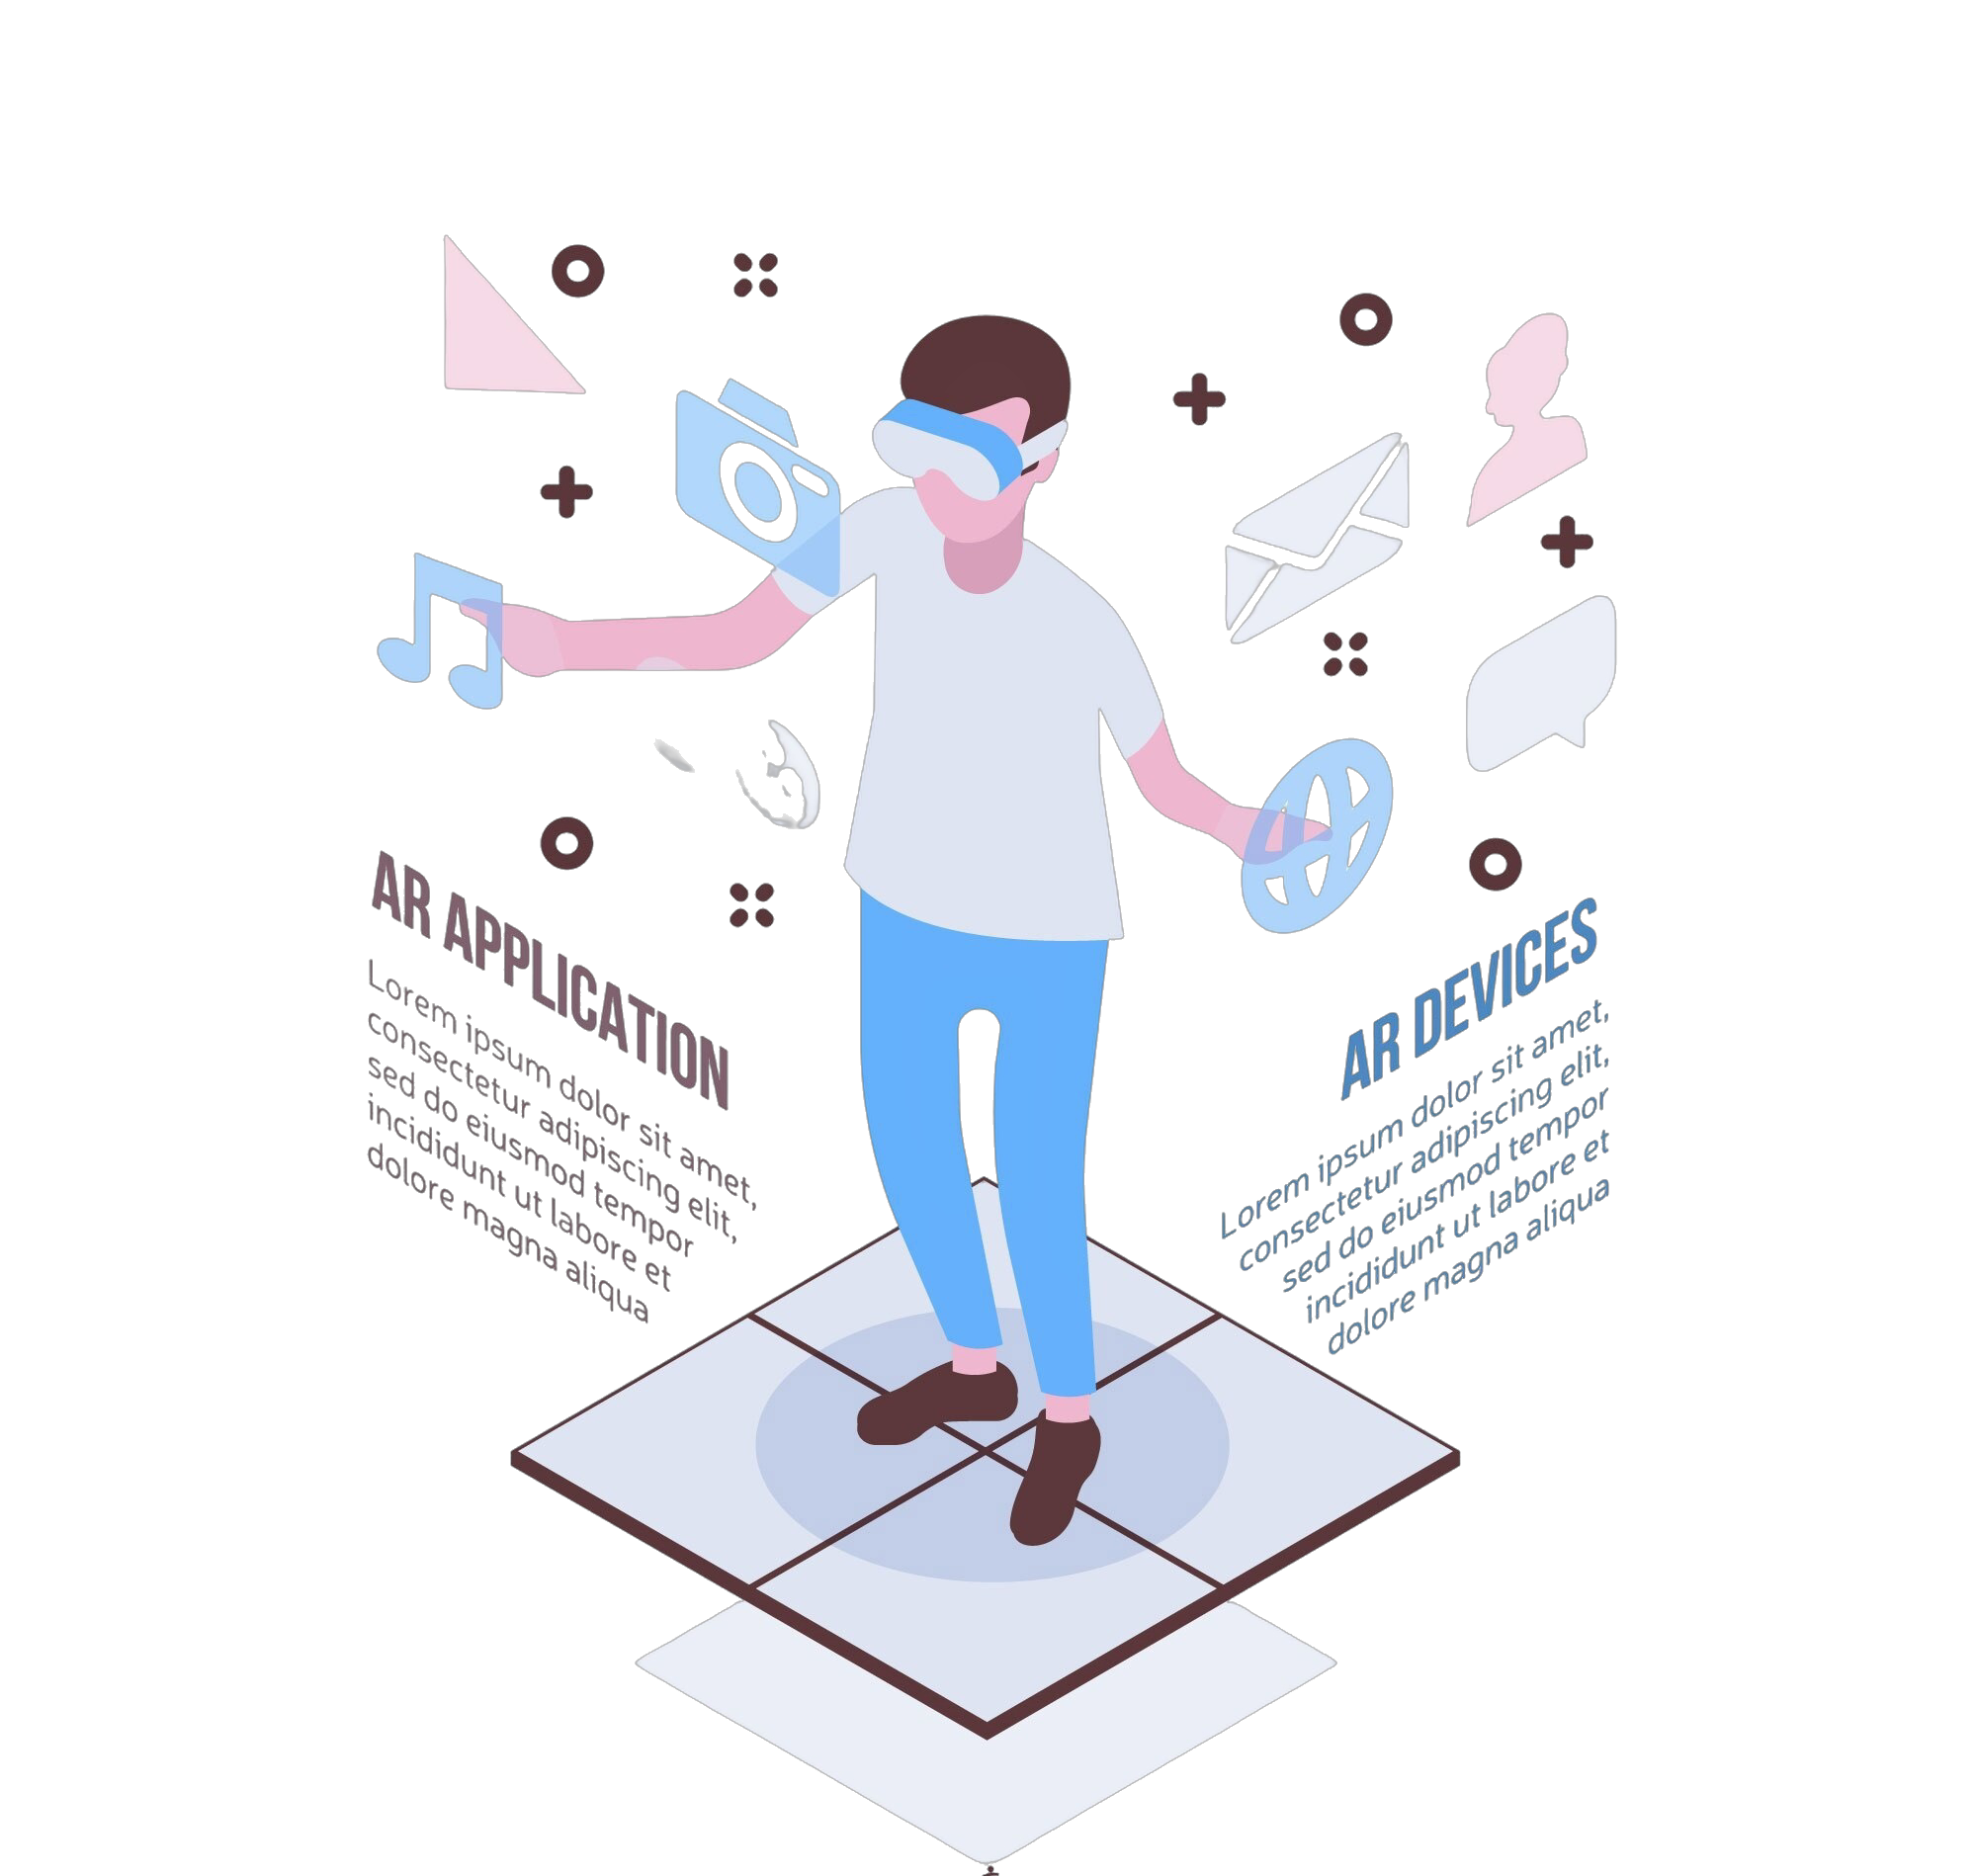 AR APPLICATION
Lorem ipsum dolor sit amet,
consectetur adipiscing elit,
sed do eiusmod tempor
incididunt ut labore et
dolore magna aliqua
AR DEVICES
Lorem ipsum dolor sit amet,
consectetur adipiscing elit,
sed do eiusmod tempor
incididunt ut labore et
dolore magna aliqua